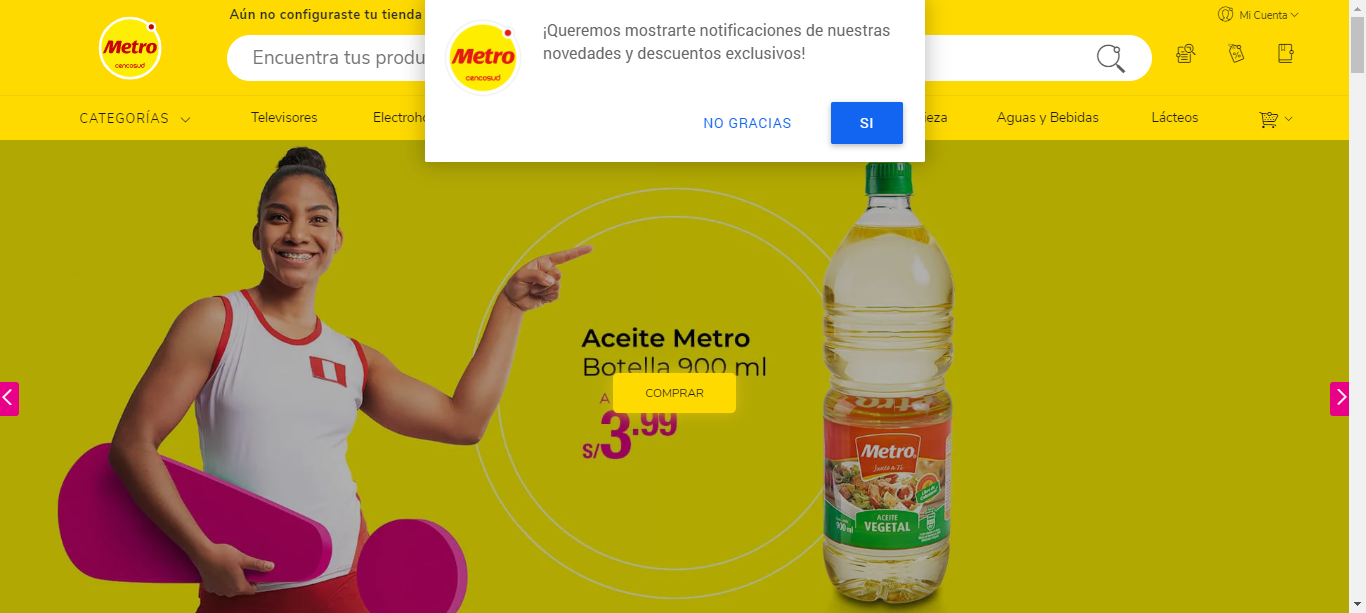 Aún no configuraste tu tienda
Mi Cuenta
Metro
cencosud
Encuentra tus produ
Metro
cencosud
¡Queremos mostrarte notificaciones de nuestras
novedades y descuentos exclusivos!
NO GRACIAS
SI
CATEGORÍAS
Televisores
Electroho
ieza
Aguas y Bebidas
Lácteos
Aceite Metro
Botella 900 ml
A
COMPRAR
S/3.99
Metro
Junto a Ti
ACEITE
VEGETAL
900 ml